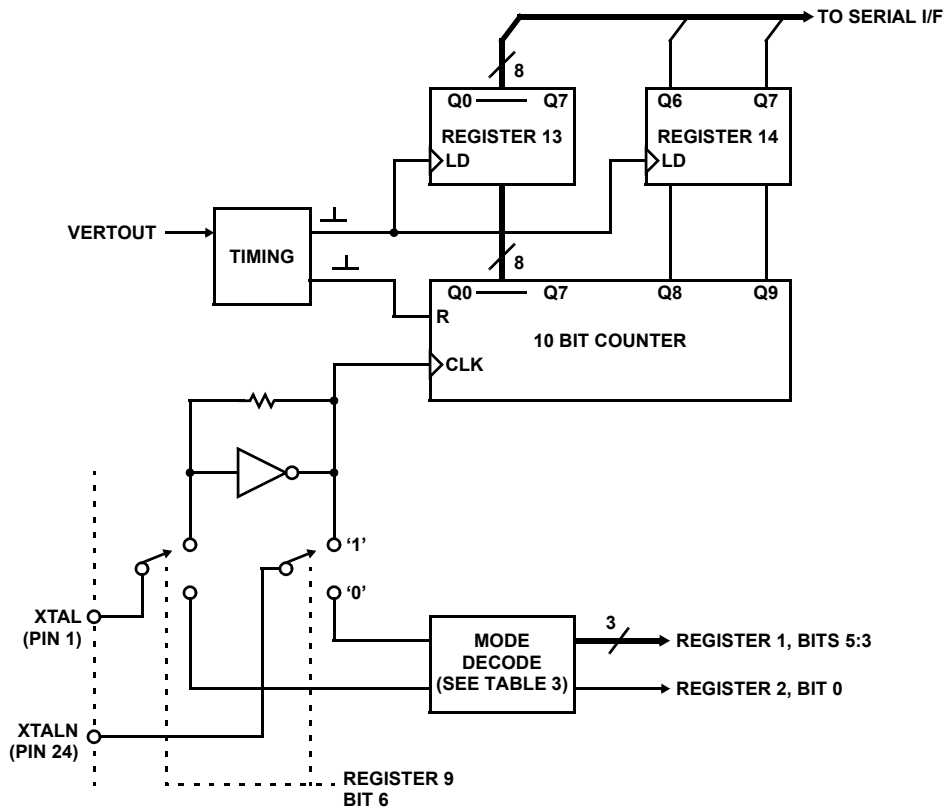 TO SERIAL I/F
8
Q0 Q7
REGISTER 13
LD
Q6 Q7
REGISTER 14
LD
VERTOUT
TIMING
8
Q0 Q7 Q8 Q9
R
10 BIT COUNTER
CLK
‘1’
‘0’
XTAL
(PIN 1)
MODE
DECODE
(SEE TABLE 3)
3
REGISTER 1, BITS 5:3
REGISTER 2, BIT 0
XTALN
(PIN 24)
REGISTER 9
BIT 6